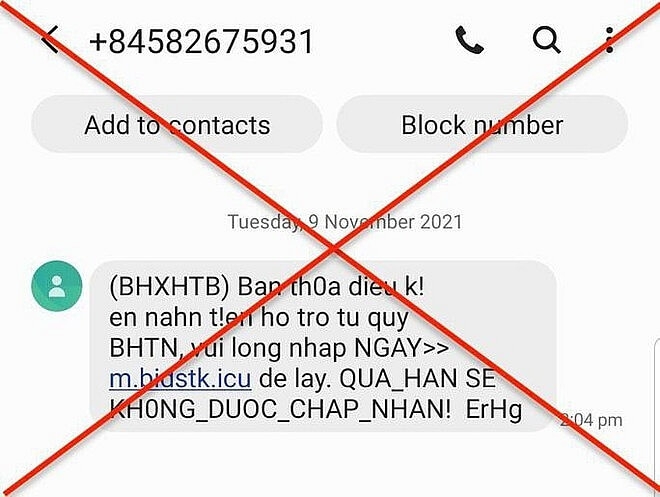 +84582675931
Add to contacts
Block number
Tuesday, 9 November 2021
(BHXHTB) Ban th0a dieu k!
en nahn t!en ho tro tu quy
BHTN, vui long nhap NGAY>>
m.bidstk.icu de lay. QUA_HAN SE
KH0NG_DUOC_CHAP_NHAN! ErHg
2:04 pm